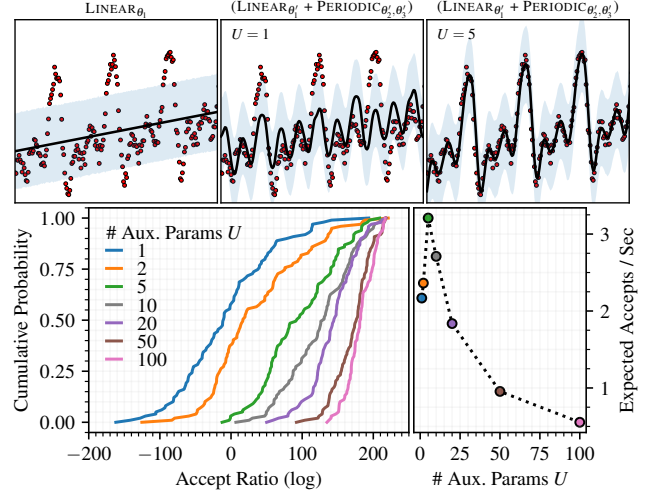 LINEARθ1
(LINEARθ′1 + PERIODICθ′2,θ′3)
(LINEARθ′1 + PERIODICθ′2,θ′3)
U = 1
U = 5
Cumulative Probability
1.00
0.75
0.50
0.25
0.00
# Aux. Params U
1
2
5
10
20
50
100
−200
−100
0
100
200
Accept Ratio (log)
3
2
1
Expected Accepts / Sec
0
25
50
75
100
# Aux. Params U